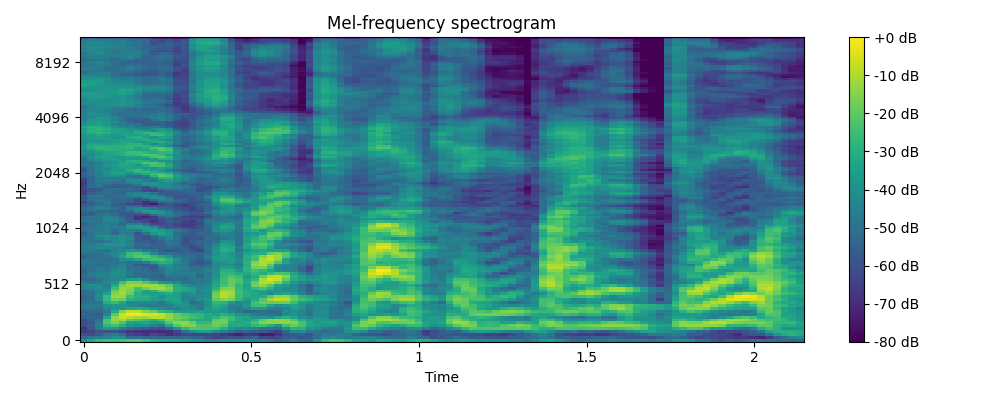 Mel-frequency spectrogram
Hz
8192
4096
2048
1024
512
0
0
0.5
1
1.5
2
Time
+0 dB
-10 dB
-20 dB
-30 dB
-40 dB
-50 dB
-60 dB
-70 dB
-80 dB